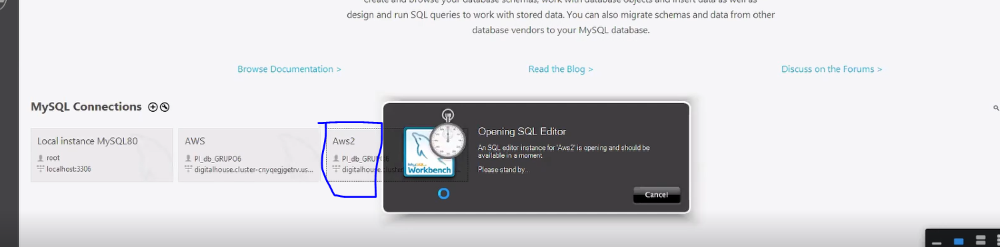 create and browse your database schemas, work with database objects and insert data as well as
design and run SQL queries to work with stored data. You can also migrate schemas and data from other
database vendors to your MySQL database.
Browse Documentation >
Read the Blog >
Discuss on the Forums >
MySQL Connections
Local instance MySQL80
root
localhost:3306
AWS
PI_db_GRUPO6
digitalhouse.cluster-cnyqegjgetrv.us...
Aws2
PI_db_GRUPO6
digitalhouse.cluster
MySQL
Workbench
Opening SQL Editor
An SQL editor instance for 'Aws2' is opening and should be
available in a moment.
Please stand by...
Cancel